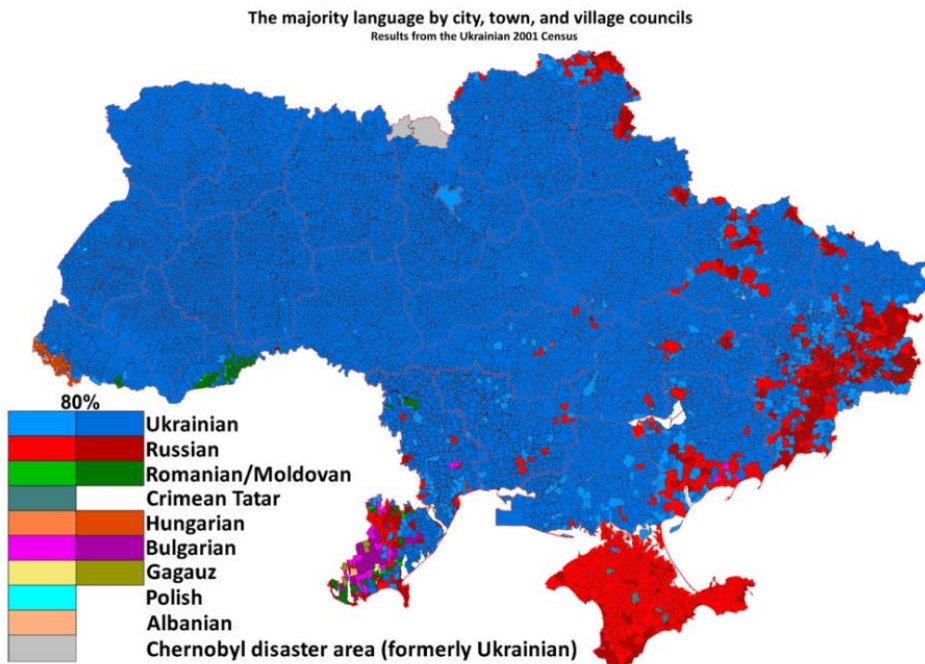 The majority language by city, town, and village councils
Results from the Ukrainian 2001 Census
80%
Ukrainian
Russian
Romanian/Moldovan
Crimean Tatar
Hungarian
Bulgarian
Gagauz
Polish
Albanian
Chernobyl disaster area (formerly Ukrainian)